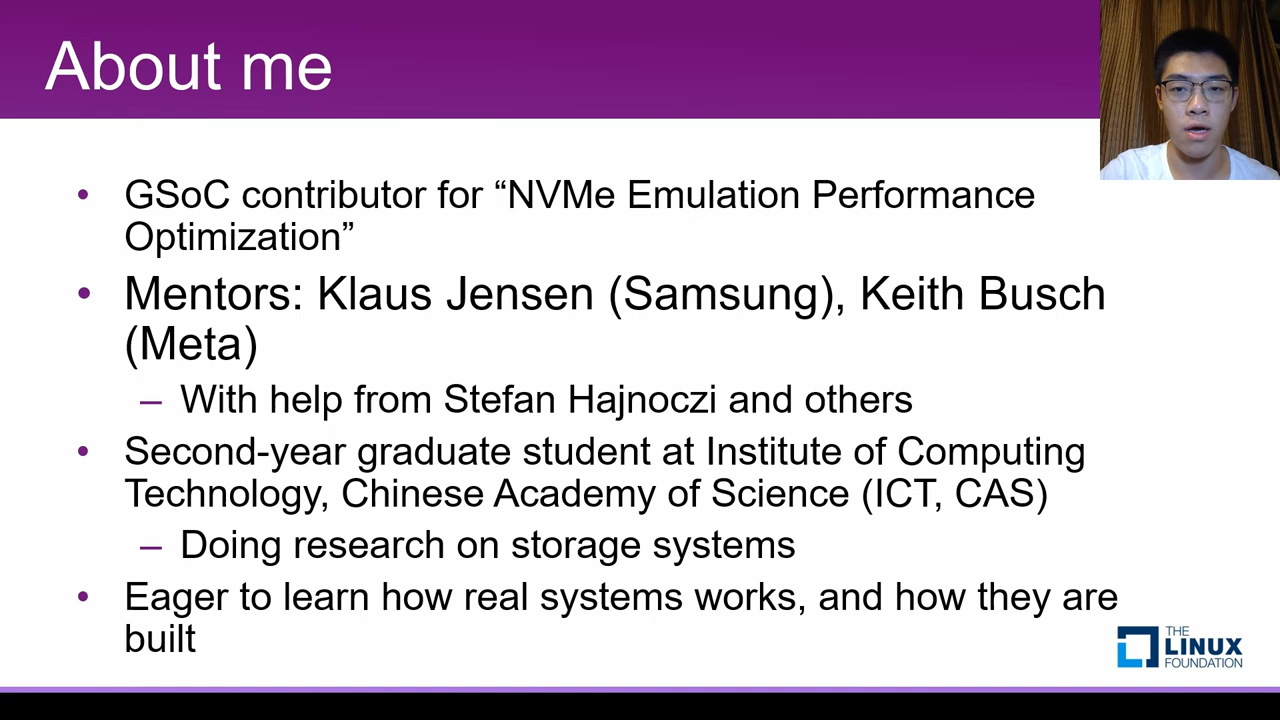 About me
• GSoC contributor for “NVMe Emulation Performance
Optimization”
• Mentors: Klaus Jensen (Samsung), Keith Busch
(Meta)
– With help from Stefan Hajnoczi and others
• Second-year graduate student at Institute of Computing
Technology, Chinese Academy of Science (ICT, CAS)
– Doing research on storage systems
• Eager to learn how real systems works, and how they are
built
THE
LINUX
FOUNDATION